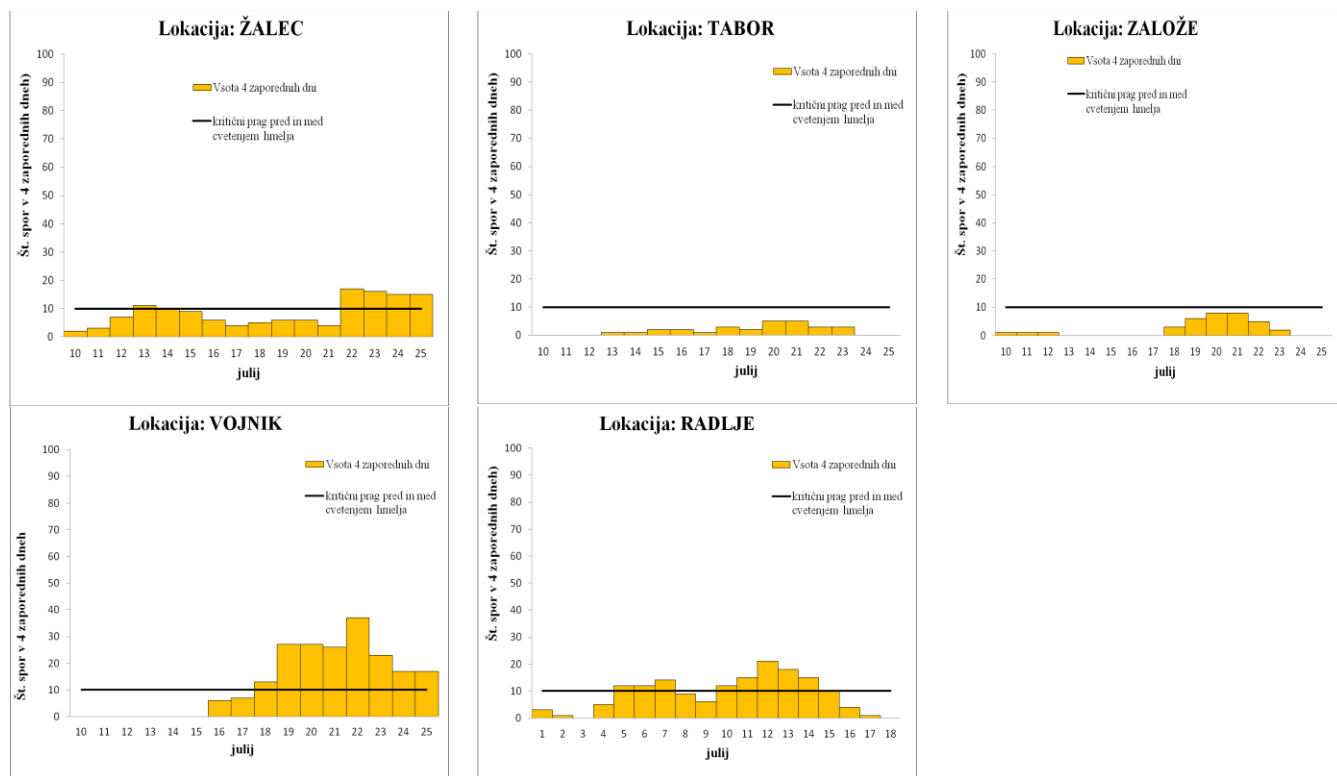 Lokacija: ŽALEC
Št. spor v 4 zaporednih dneh)
100
90
80
70
60
50
40
30
20
10
0
Vsota 4 zaporednih dni
kritični prag pred in med
cvetenjem hmelja
10 11 12 13 14 15 16 17 18 19 20 21 22 23 24 25
julij
Lokacija: TABOR
Št. spor v 4 zaporednih dneh)
100
90
80
70
60
50
40
30
20
10
0
Vsota 4 zaporednih dni
kritični prag pred in med
cvetenjem hmelja
10 11 12 13 14 15 16 17 18 19 20 21 22 23 24 25
julij
Lokacija: ZALOŽE
Št. spor v 4 zaporednih dneh)
100
90
80
70
60
50
40
30
20
10
0
Vsota 4 zaporednih dni
kritični prag pred in med
cvetenjem hmelja
10 11 12 13 14 15 16 17 18 19 20 21 22 23 24 25
julij
Lokacija: VOJNIK
Št. spor v 4 zaporednih dneh
100
90
80
70
60
50
40
30
20
10
0
Vsota 4 zaporednih dni
kritični prag pred in med
cvetenjem hmelja
10 11 12 13 14 15 16 17 18 19 20 21 22 23 24 25
julij
Lokacija: RADLJE
Št. spor v 4 zaporednih dneh)
100
90
80
70
60
50
40
30
20
10
0
Vsota 4 zaporednih dni
kritični prag pred in med
cvetenjem hmelja
1 2 3 4 5 6 7 8 9 10 11 12 13 14 15 16 17 18
julij